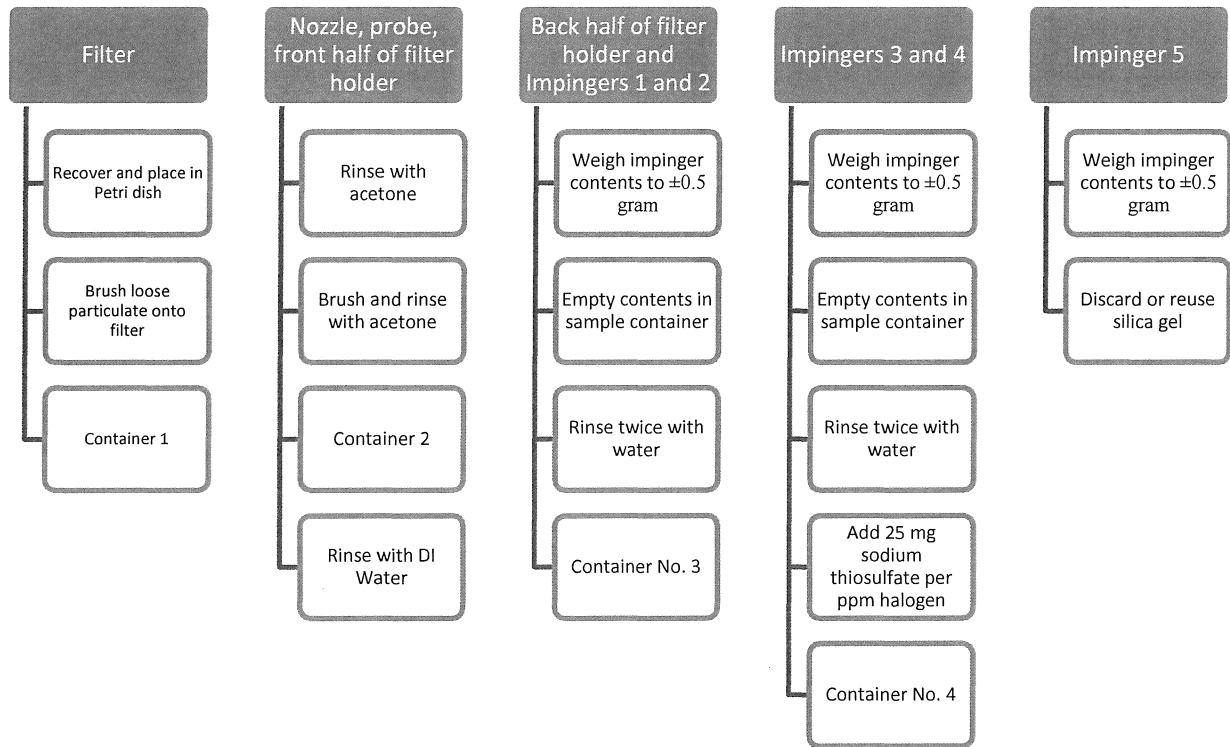 Filter
Recover and place in
Petri dish
Brush loose
particulate onto
filter
Container 1
Nozzle, probe,
front half of filter
holder
Rinse with
acetone
Brush and rinse
with acetone
Container 2
Rinse with DI
Water
Back half of filter
holder and
Impingers 1 and 2
Weigh impinger
contents to ±0.5
gram
Empty contents in
sample container
Rinse twice with
water
Container No. 3
Impingers 3 and 4
Weigh impinger
contents to ±0.5
gram
Empty contents in
sample container
Rinse twice with
water
Add 25 mg
sodium
thiosulfate per
ppm halogen
Container No. 4
Impinger 5
Weigh impinger
contents to ±0.5
gram
Discard or reuse
silica gel